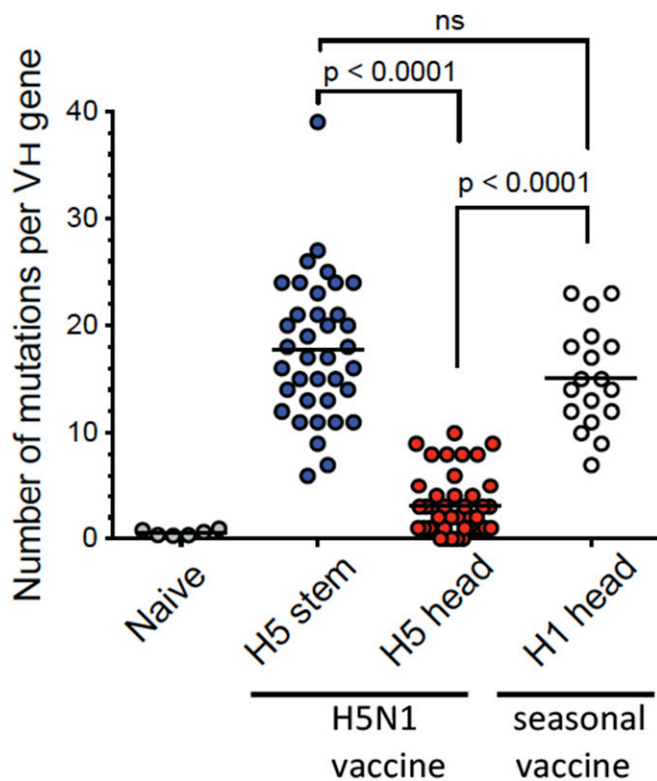 ns
p < 0.0001
p < 0.0001
Number of mutations per VH gene
40
30
20
10
0
Naive
H5 stem
H5 head
H1 head
H5N1 vaccine
seasonal vaccine